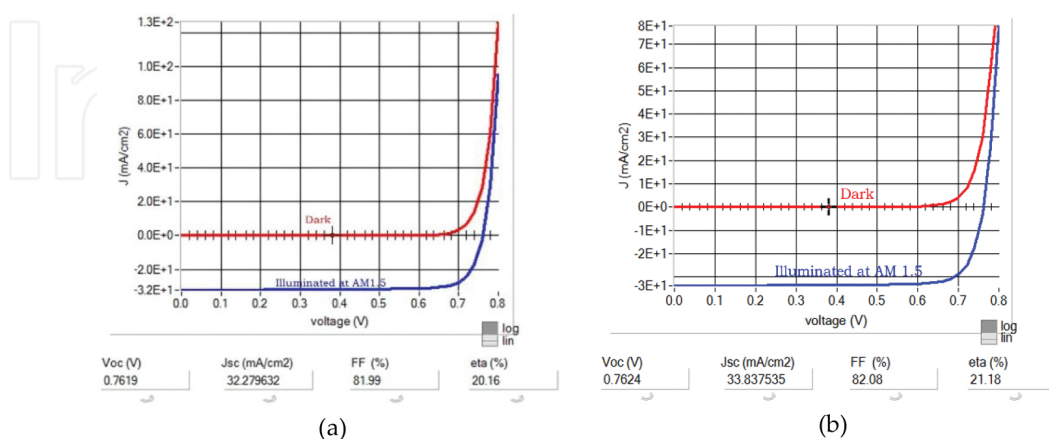 1.3E+2
1.0E+2
8.0E+1
6.0E+1
4.0E+1
2.0E+1
0.0E+0
-2.0E+1
-3.2E+1
J (mA/cm2)
Dark
Illuminated at AM1.5
0.0 0.1 0.2 0.3 0.4 0.5 0.6 0.7 0.8
voltage (V)
log
lin
Voc (V) Jsc (mA/cm2) FF (%) eta (%)
0.7619 32.279632 81.99 20.16
(a)
8E+1
7E+1
6E+1
5E+1
4E+1
3E+1
2E+1
1E+1
0E+0
-1E+1
-2E+1
-3E+1
J (mA/cm2)
Dark
Illuminated at AM 1.5
0.0 0.1 0.2 0.3 0.4 0.5 0.6 0.7 0.8
voltage (V)
log
lin
Voc (V) Jsc (mA/cm2) FF (%) eta (%)
0.7624 33.837535 82.08 21.18
(b)